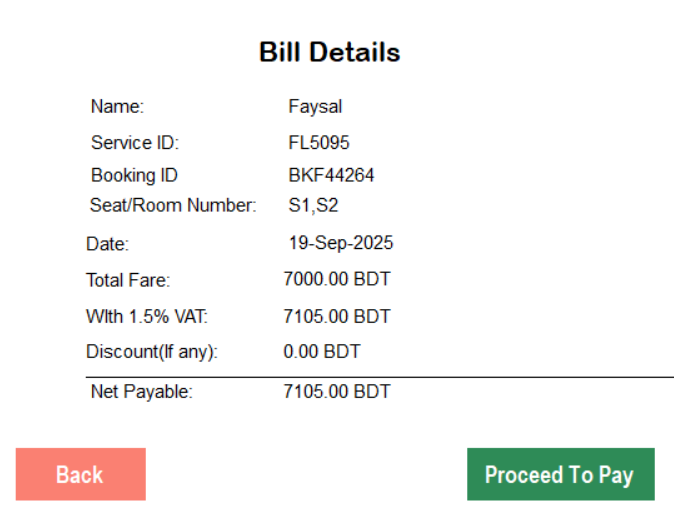 Bill Details
Name: Faysal
Service ID: FL5095
Booking ID BKF44264
Seat/Room Number: S1,S2
Date: 19-Sep-2025
Total Fare: 7000.00 BDT
WIth 1.5% VAT: 7105.00 BDT
Discount(If any): 0.00 BDT
Net Payable: 7105.00 BDT
Back Proceed To Pay